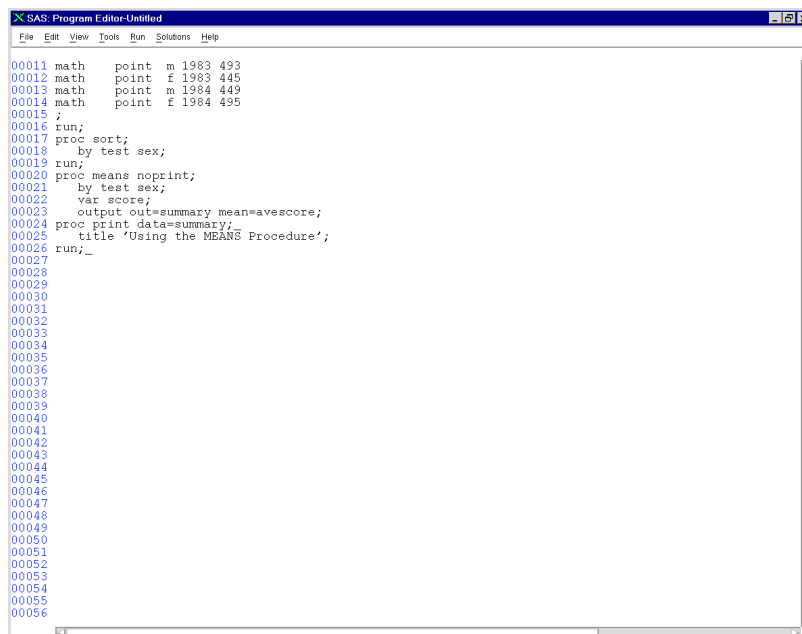 SAS: Program Editor-Untitled
File Edit View Tools Run Solutions Help
00011 math    point  m 1983 493
00012 math    point  f 1983 445
00013 math    point  m 1984 449
00014 math    point  f 1984 495
00015 ;
00016 run;
00017 proc sort;
00018    by test sex;
00019 run;
00020 proc means noprint;
00021    by test sex;
00022    var score;
00023    output out=summary mean=avescore;
00024 proc print data=summary;_
00025    title ’Using the MEANS Procedure’;
00026 run;_
00027
00028
00029
00030
00031
00032
00033
00034
00035
00036
00037
00038
00039
00040
00041
00042
00043
00044
00045
00046
00047
00048
00049
00050
00051
00052
00053
00054
00055
00056